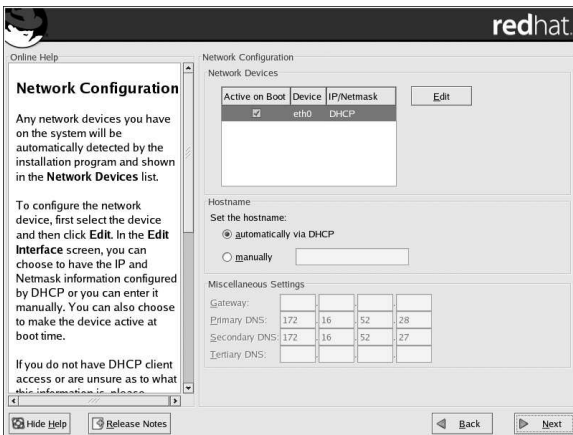 redhat.
Online Help
Network Configuration
Any network devices you have
on the system will be
automatically detected by the
installation program and shown
in the Network Devices list.
To configure the network
device, first select the device
and then click Edit. In the Edit
Interface screen, you can
choose to have the IP and
Netmask information configured
by DHCP or you can enter it
manually. You can also choose
to make the device active at
boot time.
If you do not have DHCP client
access or are unsure as to what
this information is, please
Network Configuration
Network Devices
Active on Boot Device IP/Netmask
eth0 DHCP
Edit
Hostname
Set the hostname:
automatically via DHCP
manually
Miscellaneous Settings
Gateway: . . .
Primary DNS: 172 . 16 . 52 . 28
Secondary DNS: 172 . 16 . 52 . 27
Tertiary DNS: . . .
Hide Help
Release Notes
Back
Next